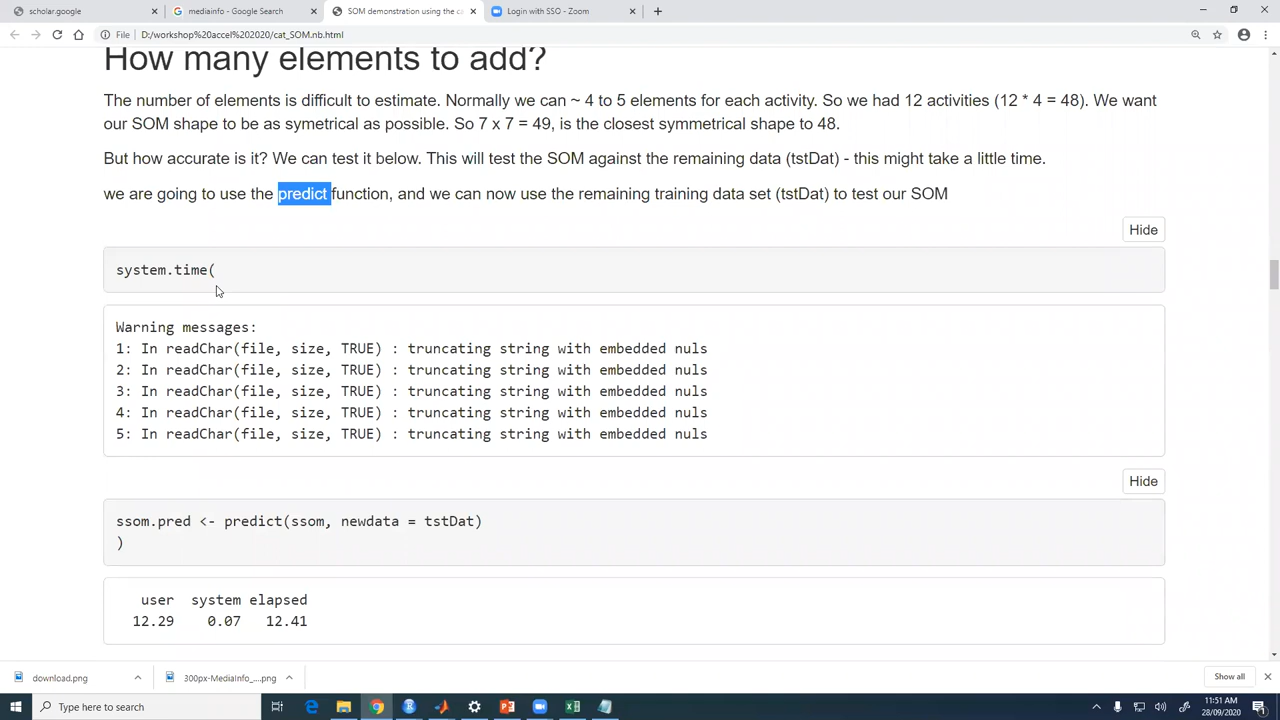 scholar.google
mediainfo - Google Search
SOM demonstration using the c
Login with SSQ - Zoom
File D:/workshop%20accel%202020/cat_SOM.nb.html
How many elements to add?
The number of elements is difficult to estimate. Normally we can ~ 4 to 5 elements for each activity. So we had 12 activities (12 * 4 = 48). We want
our SOM shape to be as symetrical as possible. So 7 x 7 = 49, is the closest symmetrical shape to 48.
But how accurate is it? We can test it below. This will test the SOM against the remaining data (tstDat) - this might take a little time.
we are going to use the predict function, and we can now use the remaining training data set (tstDat) to test our SOM
Hide
system.time(
Warning messages:
1: In readChar(file, size, TRUE) : truncating string with embedded nuls
2: In readChar(file, size, TRUE) : truncating string with embedded nuls
3: In readChar(file, size, TRUE) : truncating string with embedded nuls
4: In readChar(file, size, TRUE) : truncating string with embedded nuls
5: In readChar(file, size, TRUE) : truncating string with embedded nuls
Hide
ssom.pred <- predict(ssom, newdata = tstDat)
)
user system elapsed
12.29 0.07 12.41
download.png
300px-MediaInfo_....png
Show all
Type here to search
11:51 AM
28/09/2020